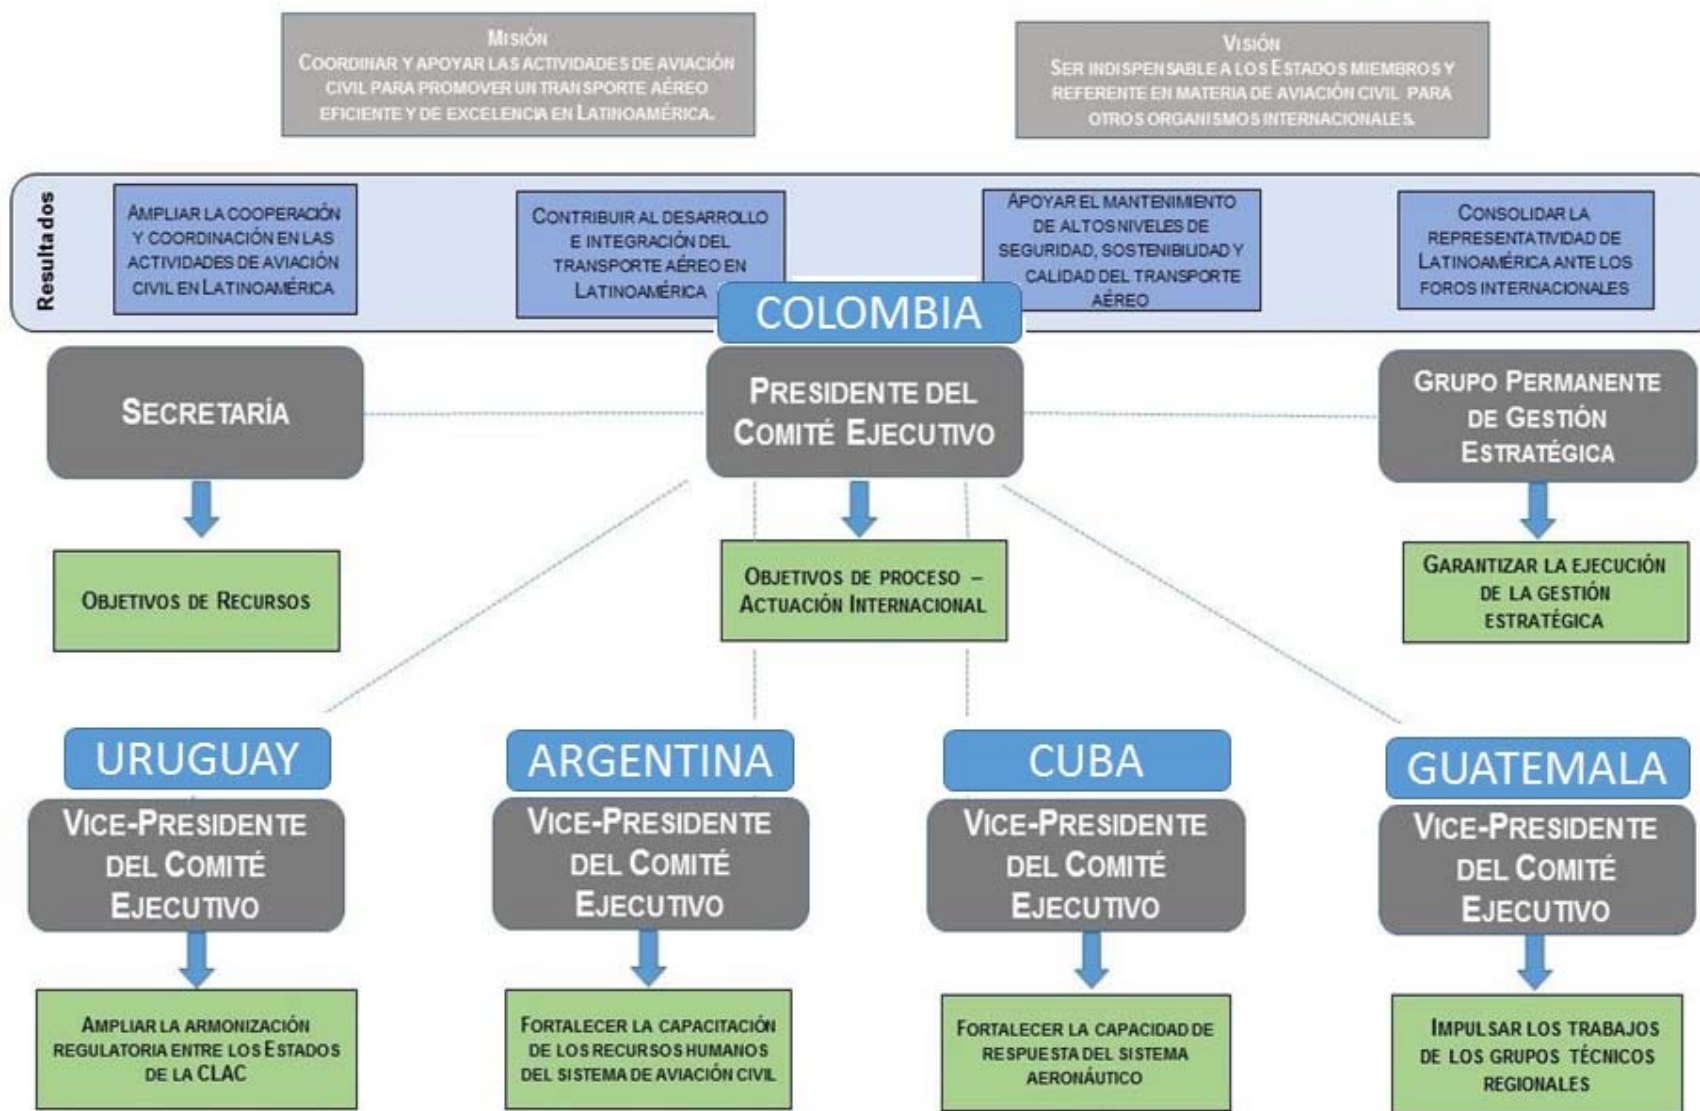 MISIÓN
COORDINAR Y APOYAR LAS ACTIVIDADES DE AVIACIÓN
CIVIL PARA PROMOVER UN TRANSPORTE AÉREO
EFICIENTE Y DE EXCELENCIA EN LATINOAMÉRICA.
VISIÓN
SER INDISPENSABLE A LOS ESTADOS MIEMBROS Y
REFERENTE EN MATERIA DE AVIACIÓN CIVIL PARA
OTROS ORGANISMOS INTERNACIONALES.
Resultados
AMPLIAR LA COOPERACIÓN
Y COORDINACIÓN EN LAS
ACTIVIDADES DE AVIACIÓN
CIVIL EN LATINOAMÉRICA
CONTRIBUIR AL DESARROLLO
E INTEGRACIÓN DEL
TRANSPORTE AÉREO EN
LATINOAMÉRICA
APOYAR EL MANTENIMIENTO
DE ALTOS NIVELES DE
SEGURIDAD, SOSTENIBILIDAD Y
CALIDAD DEL TRANSPORTE
AÉREO
CONSOLIDAR LA
REPRESENTATIVIDAD DE
LATINOAMÉRICA ANTE LOS
FOROS INTERNACIONALES
COLOMBIA
SECRETARÍA
PRESIDENTE DEL
COMITÉ EJECUTIVO
GRUPO PERMANENTE
DE GESTIÓN
ESTRATÉGICA
OBJETIVOS DE RECURSOS
OBJETIVOS DE PROCESO –
ACTUACIÓN INTERNACIONAL
GARANTIZAR LA EJECUCIÓN
DE LA GESTIÓN
ESTRATÉGICA
URUGUAY
VICE-PRESIDENTE
DEL COMITÉ
EJECUTIVO
AMPLIAR LA ARMONIZACIÓN
REGULATORIA ENTRE LOS ESTADOS
DE LA CLAC
ARGENTINA
VICE-PRESIDENTE
DEL COMITÉ
EJECUTIVO
FORTALECER LA CAPACITACIÓN
DE LOS RECURSOS HUMANOS
DEL SISTEMA DE AVIACIÓN CIVIL
CUBA
VICE-PRESIDENTE
DEL COMITÉ
EJECUTIVO
FORTALECER LA CAPACIDAD DE
RESPUESTA DEL SISTEMA
AERONÁUTICO
GUATEMALA
VICE-PRESIDENTE
DEL COMITÉ
EJECUTIVO
IMPULSAR LOS TRABAJOS
DE LOS GRUPOS TÉCNICOS
REGIONALES